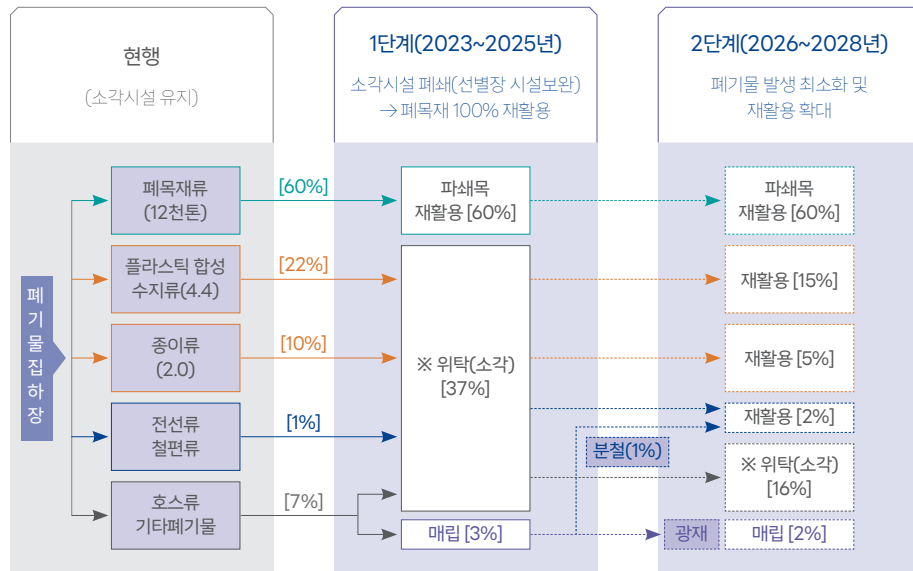 현행
(소각시설 유지)
1단계(2023~2025년)
소각시설 폐쇄(선별장 시설보완)
→ 폐목재 100% 재활용
2단계(2026~2028년)
폐기물 발생 최소화 및
재활용 확대
폐기물집하장
폐목재류
(12천톤)
[60%]
파쇄목
재활용 [60%]
파쇄목
재활용 [60%]
플라스틱 합성
수지류(4.4)
[22%]
재활용 [15%]
종이류
(2.0)
[10%]
※ 위탁(소각)
[37%]
재활용 [5%]
전선류
철편류
[1%]
재활용 [2%]
분철(1%)
※ 위탁(소각)
[16%]
호스류
기타폐기물
[7%]
매립 [3%]
광재
매립 [2%]